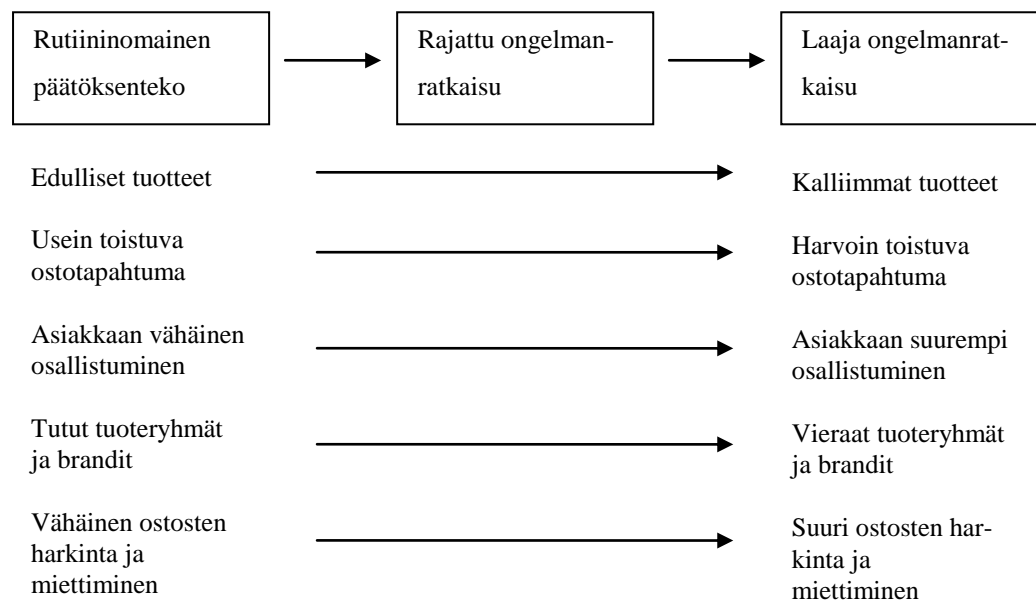 Rutiininomainen
päätöksenteko
Rajattu ongelman-
ratkaisu
Laaja ongelmanrat-
kaisu
Edulliset tuotteet
Kalliimmat tuotteet
Usein toistuva
ostotapahtuma
Harvoin toistuva
ostotapahtuma
Asiakkaan vähäinen
osallistuminen
Asiakkaan suurempi
osallistuminen
Tutut tuoteryhmät
ja brandit
Vieraat tuoteryhmät
ja brandit
Vähäinen ostosten
harkinta ja
miettiminen
Suuri ostosten har-
kinta ja
miettiminen